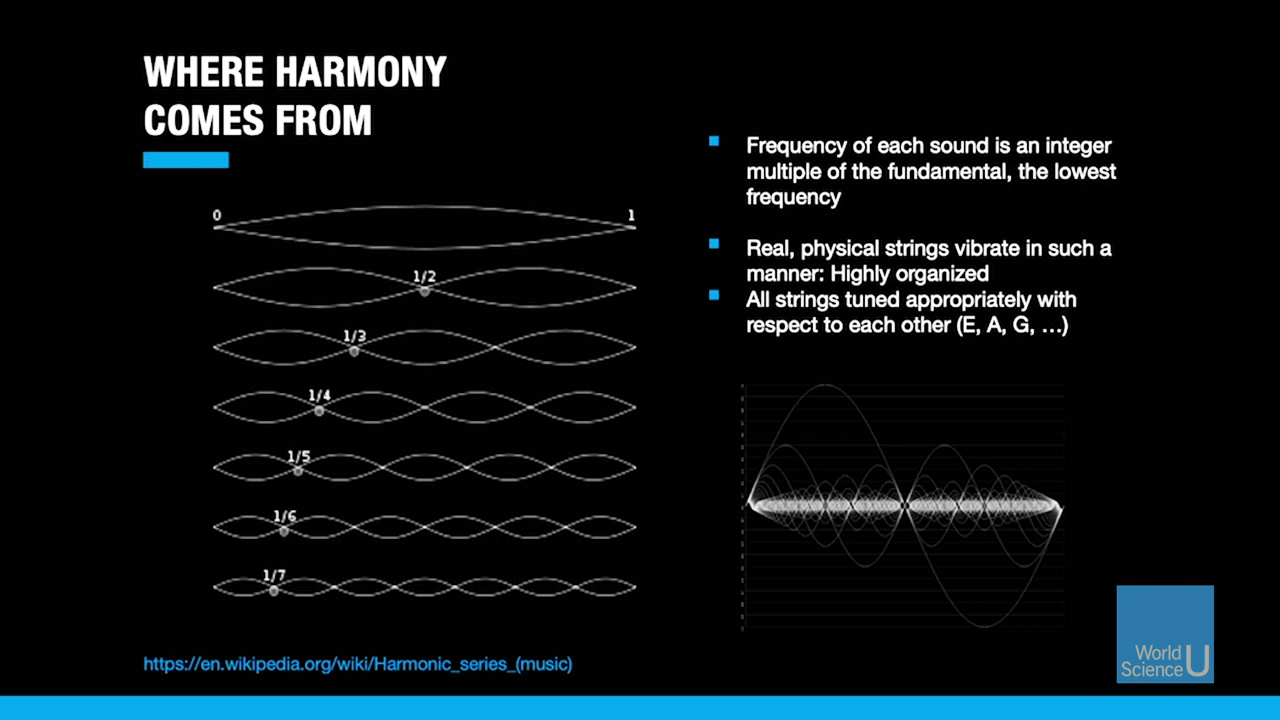 WHERE HARMONY
COMES FROM
0
1
1/2
1/3
1/4
1/5
1/6
1/7
https://en.wikipedia.org/wiki/Harmonic_series_(music)
Frequency of each sound is an integer
multiple of the fundamental, the lowest
frequency
Real, physical strings vibrate in such a
manner: Highly organized
All strings tuned appropriately with
respect to each other (E, A, G, …)
World
Science U